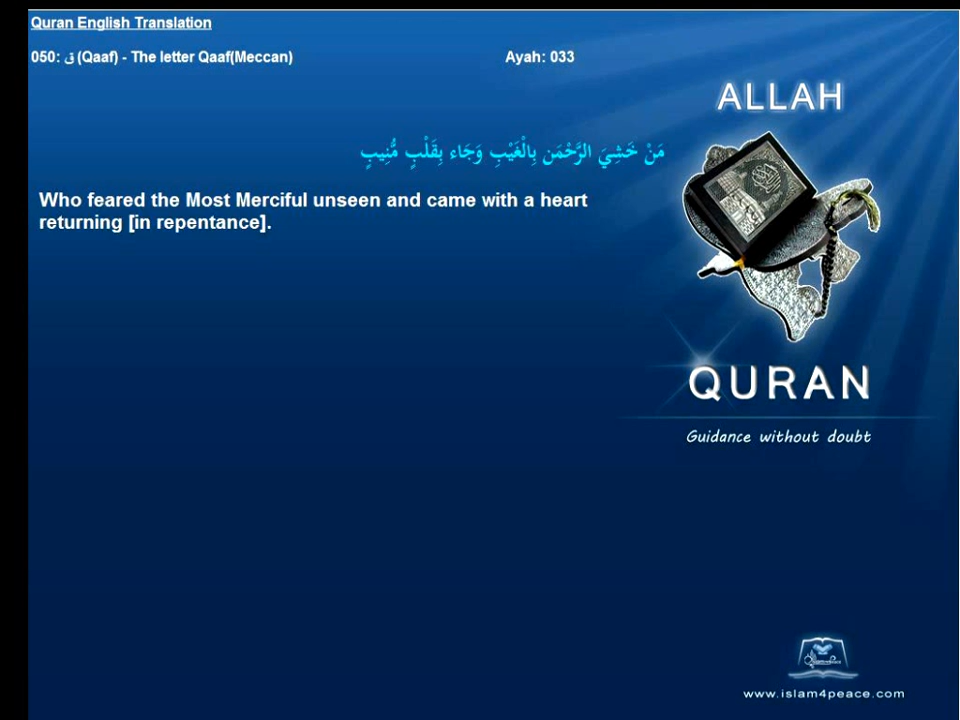 Quran English Translation
050: ق (Qaaf) - The letter Qaaf(Meccan) Ayah: 033
ALLAH
مَنْ خَشِيَ الرَّحْمَن بِالْغَيْبِ وَجَاء بِقَلْبٍ مُّنِيبٍ
Who feared the Most Merciful unseen and came with a heart
returning [in repentance].
QURAN
Guidance without doubt
www.islam4peace.com